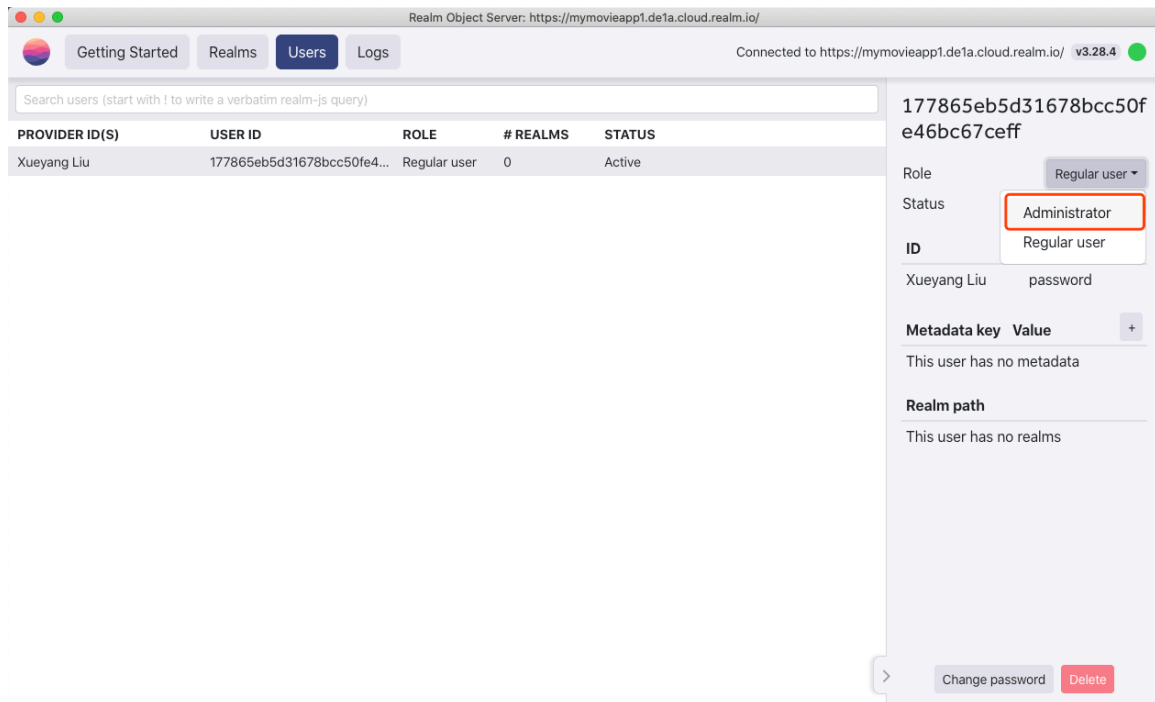 Realm Object Server: https://mymovieapp1.de1a.cloud.realm.io/
Getting Started Realms Users Logs Connected to https://mymovieapp1.de1a.cloud.realm.io/ v3.28.4
Search users (start with ! to write a verbatim realm-js query)
PROVIDER ID(S) USER ID ROLE # REALMS STATUS
Xueyang Liu 177865eb5d31678bcc50fe4... Regular user 0 Active
177865eb5d31678bcc50f
e46bc67ceff
Role Regular user
Status
Administrator
Regular user
ID
Xueyang Liu password
Metadata key Value +
This user has no metadata
Realm path
This user has no realms
Change password Delete